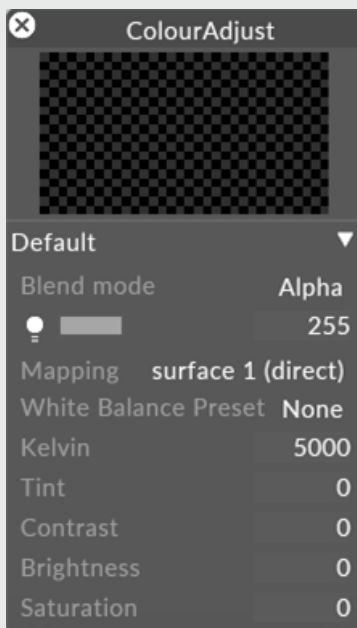 ColourAdjust
Default
Blend mode Alpha
255
Mapping surface 1 (direct)
White Balance Preset None
Kelvin 5000
Tint 0
Contrast 0
Brightness 0
Saturation 0